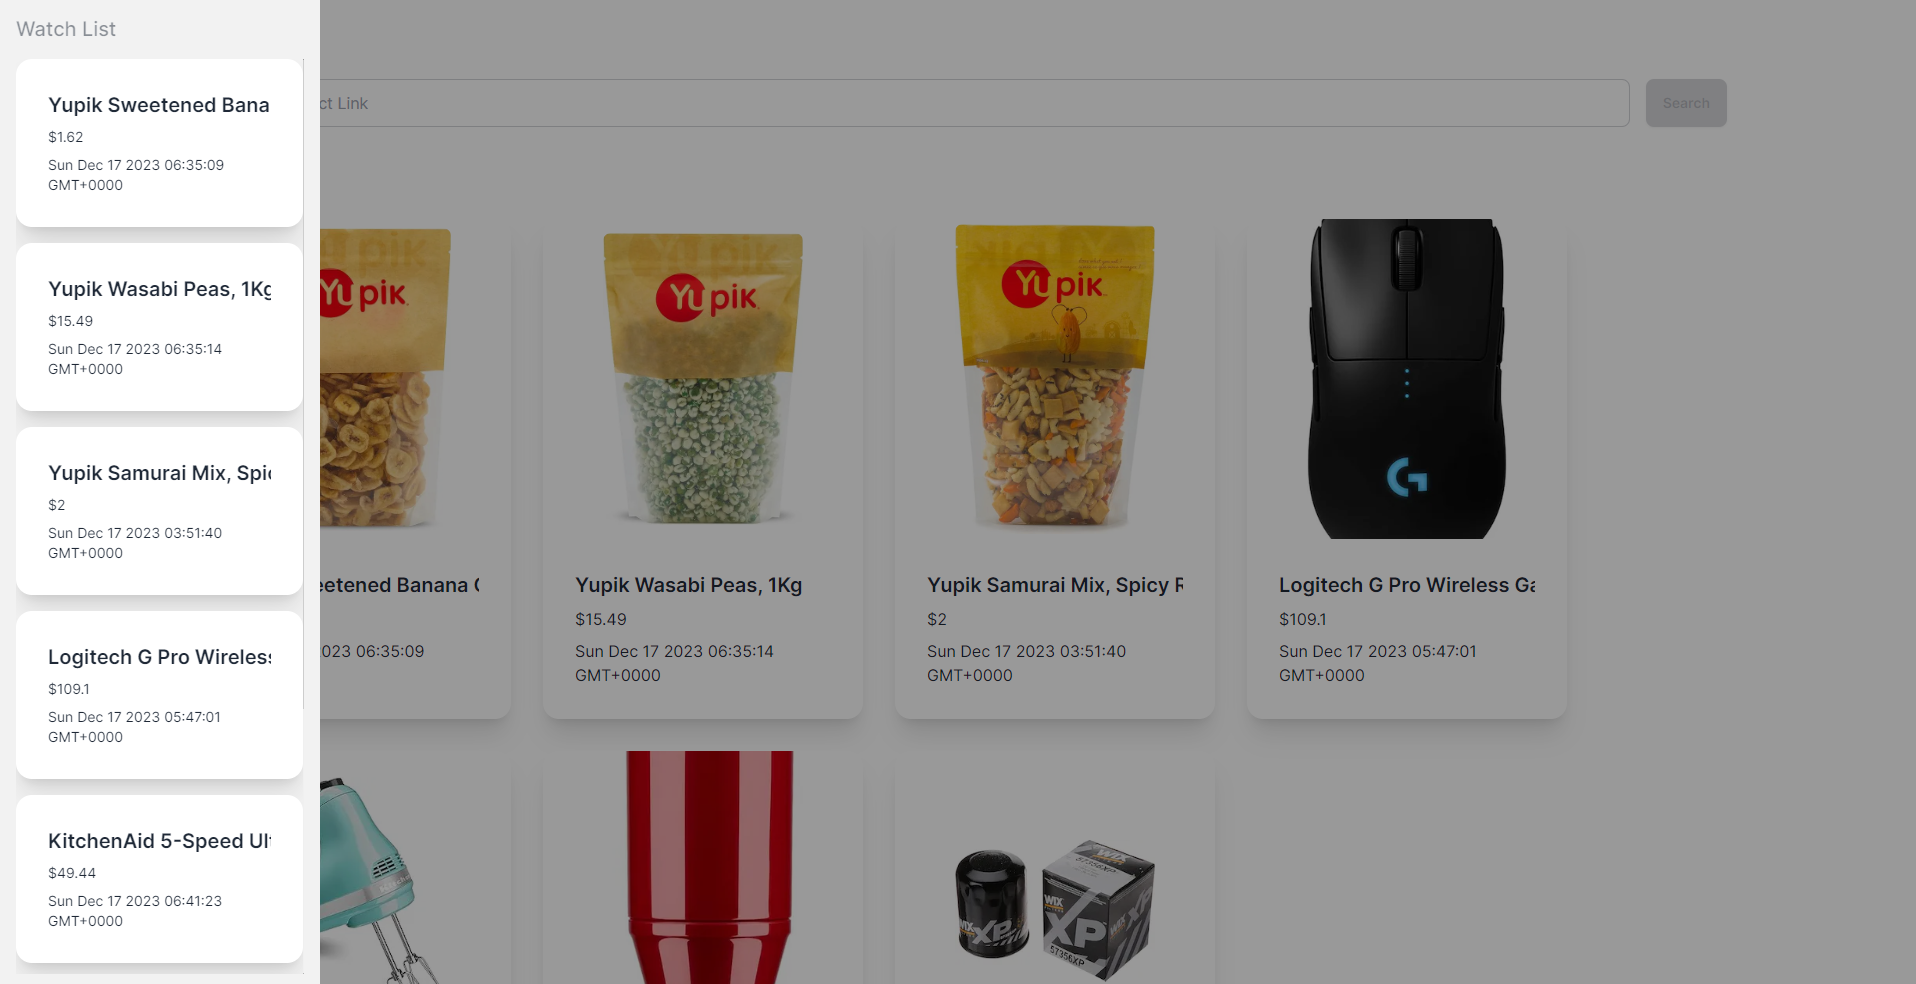 Watch List
Yupik Sweetened Bana
$1.62
Sun Dec 17 2023 06:35:09
GMT+0000
Yupik Wasabi Peas, 1Kg
$15.49
Sun Dec 17 2023 06:35:14
GMT+0000
Yupik Samurai Mix, Spic
$2
Sun Dec 17 2023 03:51:40
GMT+0000
Logitech G Pro Wireless
$109.1
Sun Dec 17 2023 05:47:01
GMT+0000
KitchenAid 5-Speed Ult
$49.44
Sun Dec 17 2023 06:41:23
GMT+0000
ct Link
Search
Yupik
Yupik
Yupik
G
eetened Banana C
023 06:35:09
Yupik Wasabi Peas, 1Kg
$15.49
Sun Dec 17 2023 06:35:14
GMT+0000
Yupik Samurai Mix, Spicy R
$2
Sun Dec 17 2023 03:51:40
GMT+0000
Logitech G Pro Wireless Ga
$109.1
Sun Dec 17 2023 05:47:01
GMT+0000
WIX
XP
57356XP
WIX
XP
57356XP